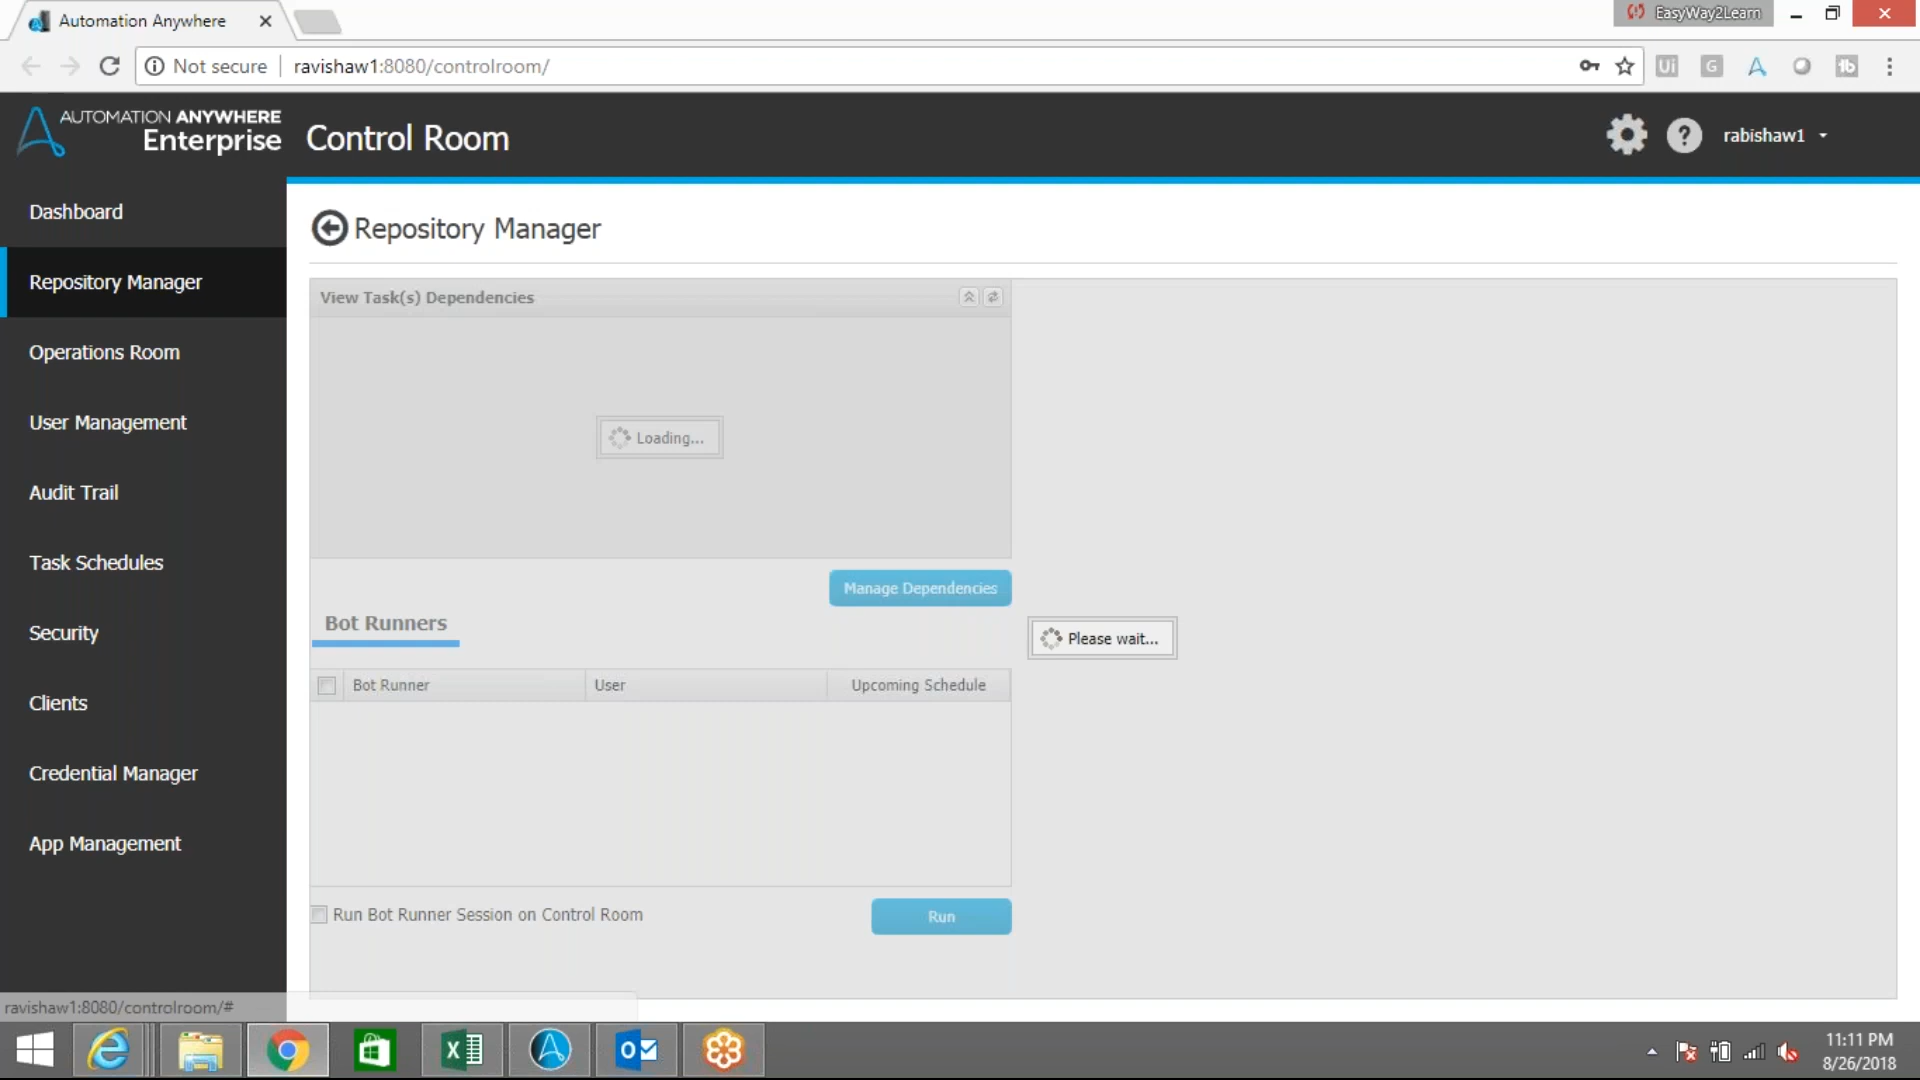 Automation Anywhere
EasyWay2Learn
Not secure
ravishaw1:8080/controlroom/
Ui
G
tb
AUTOMATION ANYWHERE
Enterprise
Control Room
?
rabishaw1
Dashboard
Repository Manager
Operations Room
User Management
Audit Trail
Task Schedules
Security
Clients
Credential Manager
App Management
Repository Manager
View Task(s) Dependencies
Loading...
Manage Dependencies
Bot Runners
Please wait...
Bot Runner
User
Upcoming Schedule
Run Bot Runner Session on Control Room
Run
ravishaw1:8080/controlroom/#
11:11 PM
8/26/2018